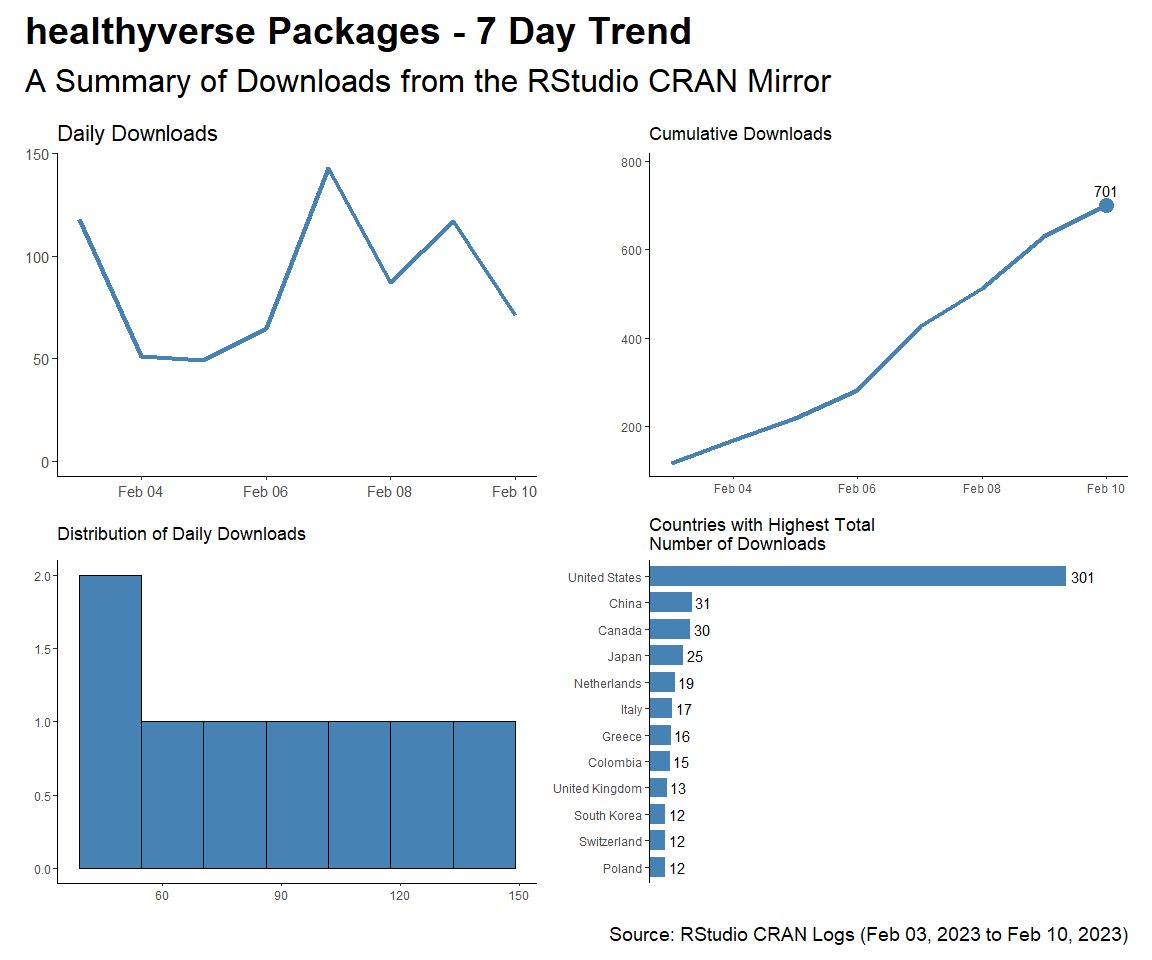 healthyverse Packages - 7 Day Trend
A Summary of Downloads from the RStudio CRAN Mirror
Daily Downloads
150
100
50
0
Feb 04 Feb 06 Feb 08 Feb 10
Cumulative Downloads
800
600
400
200
701
Feb 04 Feb 06 Feb 08 Feb 10
Distribution of Daily Downloads
2.0
1.5
1.0
0.5
0.0
60 90 120 150
Countries with Highest Total
Number of Downloads
United States 301
China 31
Canada 30
Japan 25
Netherlands 19
Italy 17
Greece 16
Colombia 15
United Kingdom 13
South Korea 12
Switzerland 12
Poland 12
Source: RStudio CRAN Logs (Feb 03, 2023 to Feb 10, 2023)